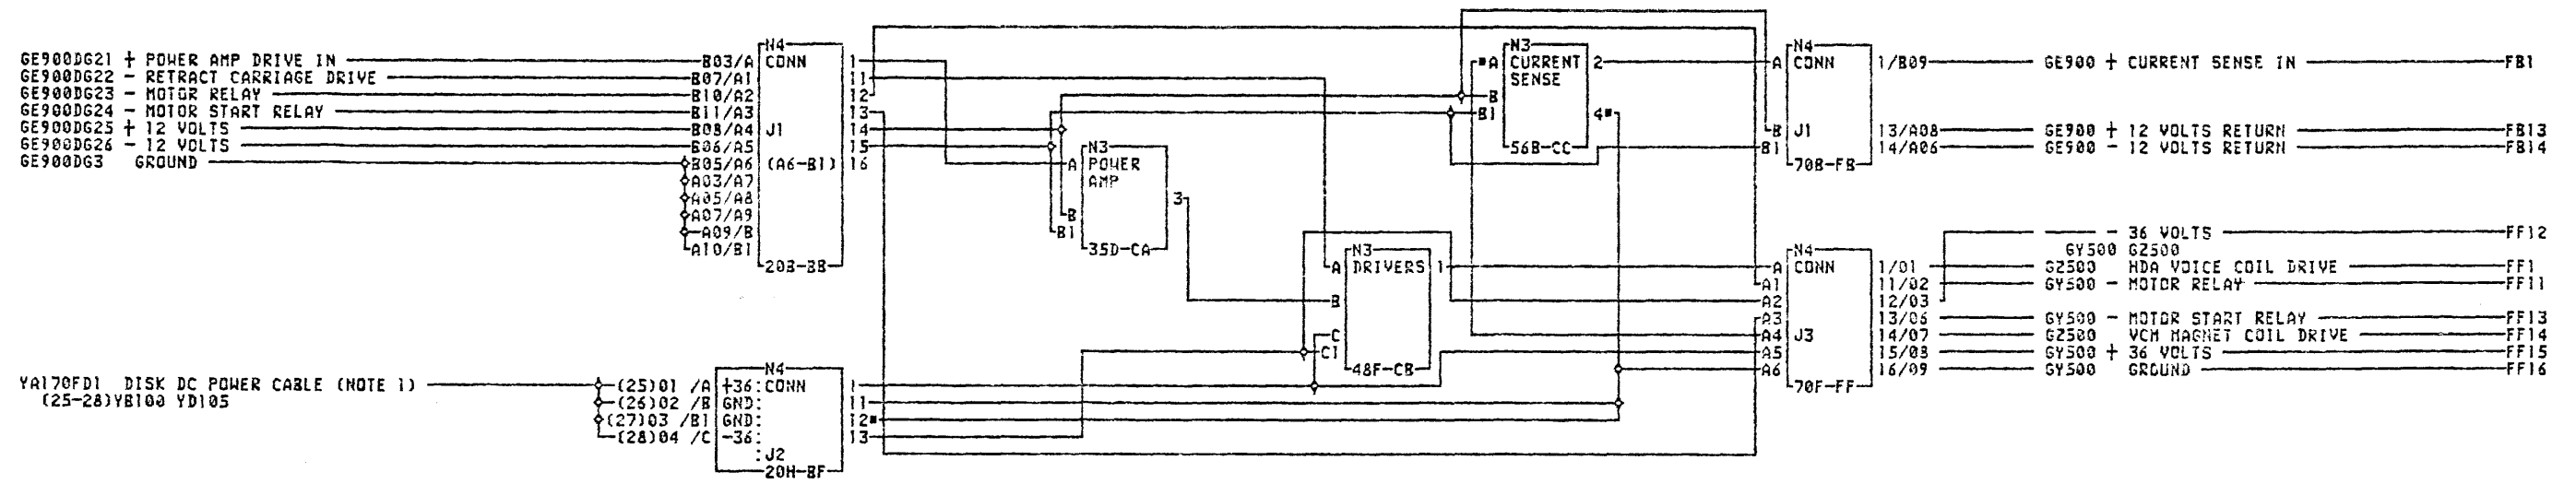 GE900DG21 + POWER AMP DRIVE IN B03/A
GE900DG22 - RETRACT CARRIAGE DRIVE B07/A1
GE900DG23 - MOTOR RELAY B10/A2
GE900DG24 - MOTOR START RELAY B11/A3
GE900DG25 + 12 VOLTS B08/A4
GE900DG26 - 12 VOLTS B06/A5
GE900DG3 GROUND B05/A6
A03/A7
A05/A8
A07/A9
A09/B
A10/B1
N4
CONN
J1
(A6-B1)
20B-BB
1
11
12
13
14
15
16
N3
A POWER
AMP
3
B
B1
35D-CA
N3
*A CURRENT 2
SENSE
B
B1 4*
56B-CC
N4
A CONN 1/B09 GE900 + CURRENT SENSE IN FB1
B J1 13/A08 GE900 + 12 VOLTS RETURN FB13
B1 14/A06 GE900 - 12 VOLTS RETURN FB14
70B-FB
N3
A DRIVERS 1
B
C
C1
48F-CB
- 36 VOLTS FF12
GY500 GZ500
N4
A CONN 1/01 GZ500 HDA VOICE COIL DRIVE FF1
A1 11/02 GY500 - MOTOR RELAY FF11
A2 12/03
A3 13/06 GY500 - MOTOR START RELAY FF13
A4 J3 14/07 GZ500 VCM MAGNET COIL DRIVE FF14
A5 15/08 GY500 + 36 VOLTS FF15
A6 16/09 GY500 GROUND FF16
70F-FF
N4
YA170FD1 DISK DC POWER CABLE (NOTE 1) (25)01 /A +36: CONN 1
(25-28)YB100 YD105 (26)02 /B GND: 11
(27)03 /B1 GND: 12*
(28)04 /C -36: 13
:J2
20H-BF